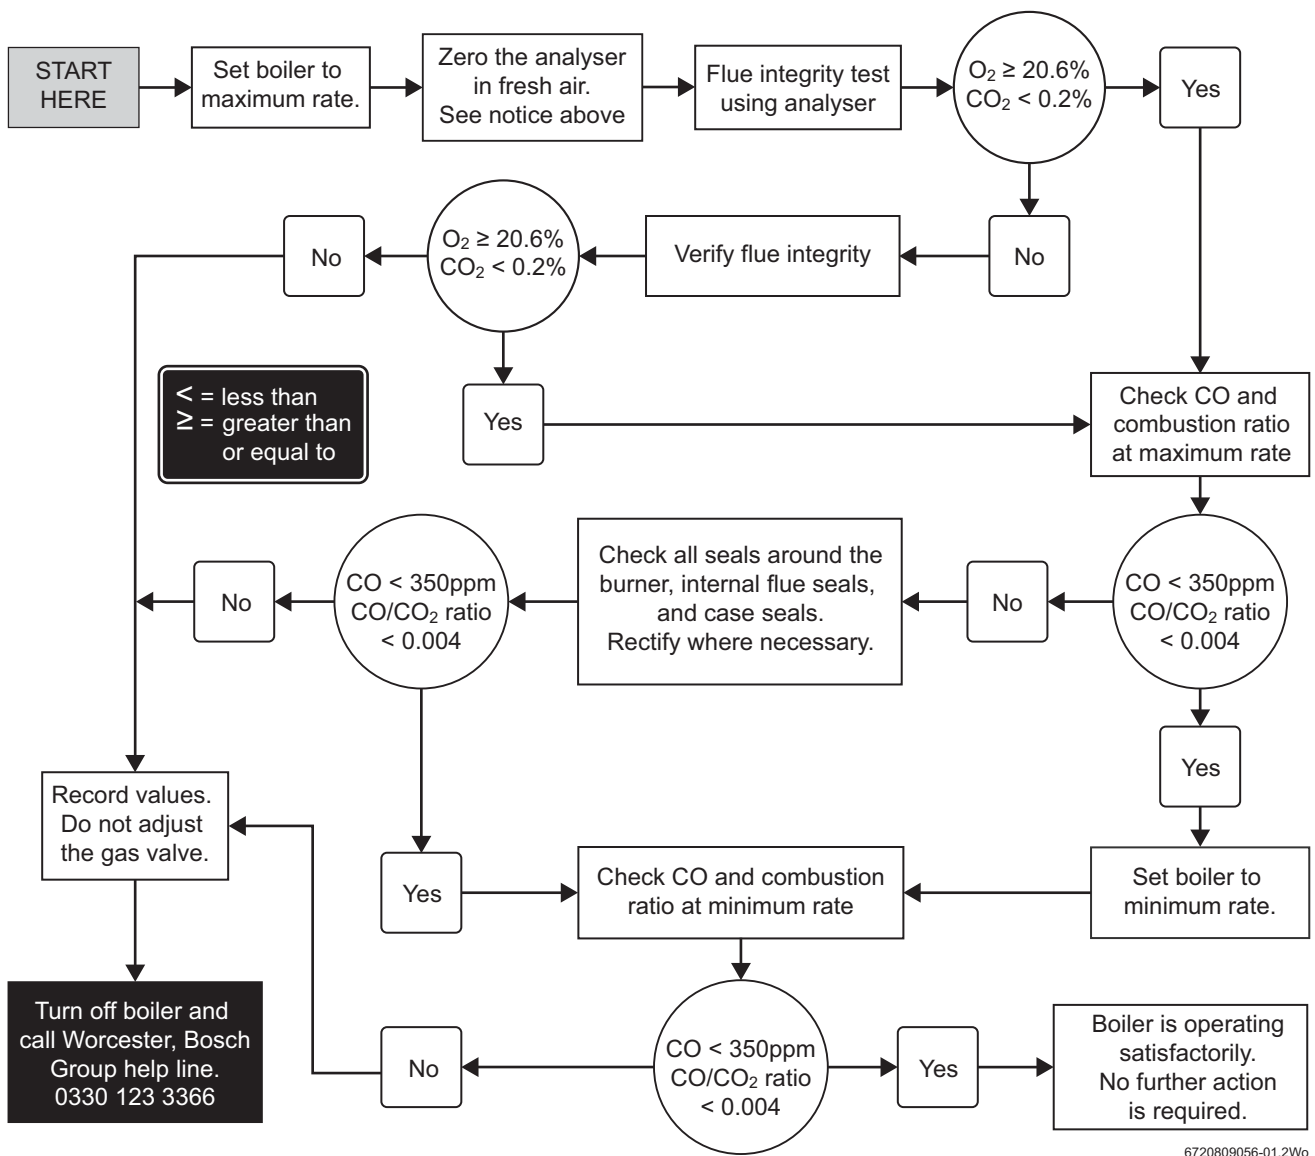 START
HERE
Set boiler to
maximum rate.
Zero the analyser
in fresh air.
See notice above
Flue integrity test
using analyser
O₂ ≥ 20.6%
CO₂ < 0.2%
Yes
No
Verify flue integrity
O₂ ≥ 20.6%
CO₂ < 0.2%
No
Yes
< = less than
≥ = greater than
or equal to
Check CO and
combustion ratio
at maximum rate
CO < 350ppm
CO/CO₂ ratio
< 0.004
No
Check all seals around the
burner, internal flue seals,
and case seals.
Rectify where necessary.
CO < 350ppm
CO/CO₂ ratio
< 0.004
No
Yes
Set boiler to
minimum rate.
Yes
Check CO and combustion
ratio at minimum rate
Record values.
Do not adjust
the gas valve.
CO < 350ppm
CO/CO₂ ratio
< 0.004
No
Yes
Boiler is operating
satisfactorily.
No further action
is required.
Turn off boiler and
call Worcester, Bosch
Group help line.
0330 123 3366
6720809056-01.2Wo